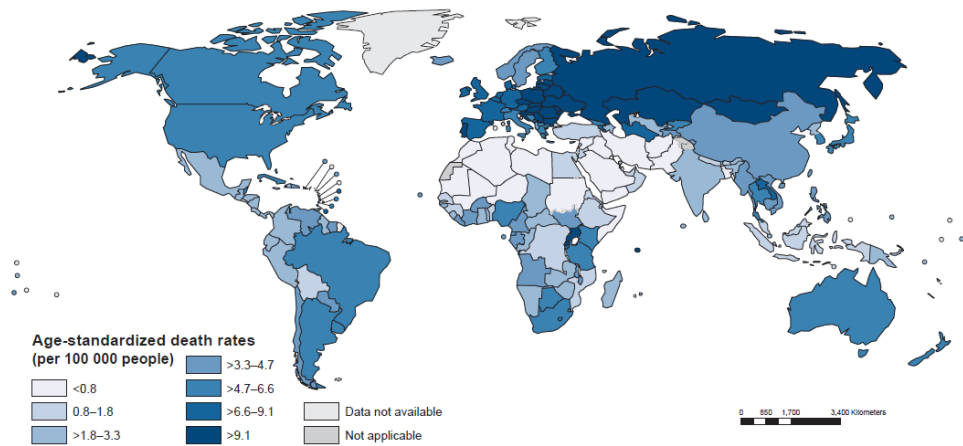 Age-standardized death rates
(per 100 000 people)
<0.8
0.8–1.8
>1.8–3.3
>3.3–4.7
>4.7–6.6
>6.6–9.1
>9.1
Data not available
Not applicable
0 850 1,700 3,400 Kilometers